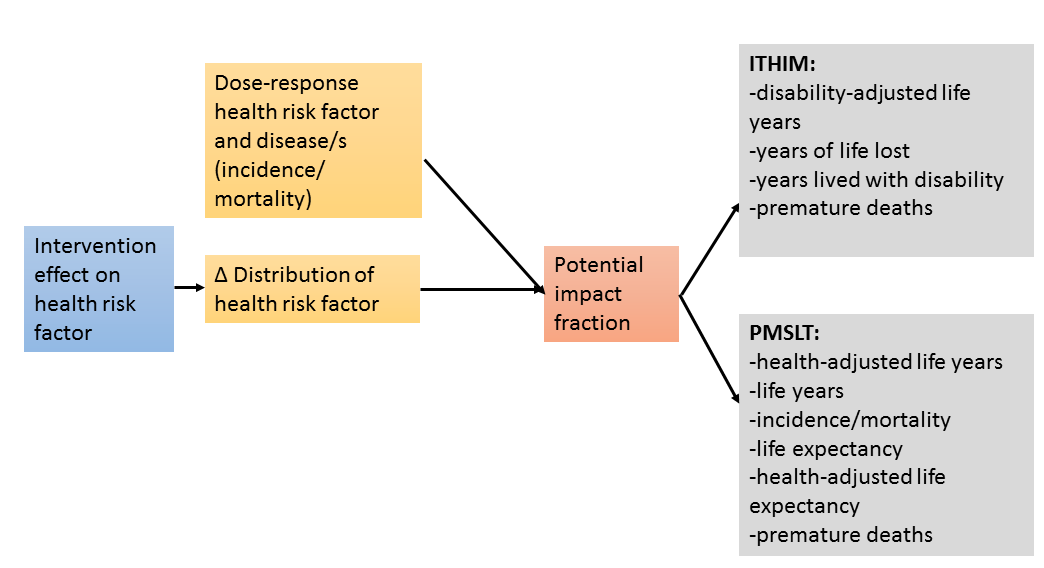 Intervention
effect on
health risk
factor
Dose-response
health risk factor
and disease/s
(incidence/
mortality)
Δ Distribution of
health risk factor
Potential
impact
fraction
ITHIM:
-disability-adjusted life
years
-years of life lost
-years lived with disability
-premature deaths
PMSLT:
-health-adjusted life years
-life years
-incidence/mortality
-life expectancy
-health-adjusted life
expectancy
-premature deaths